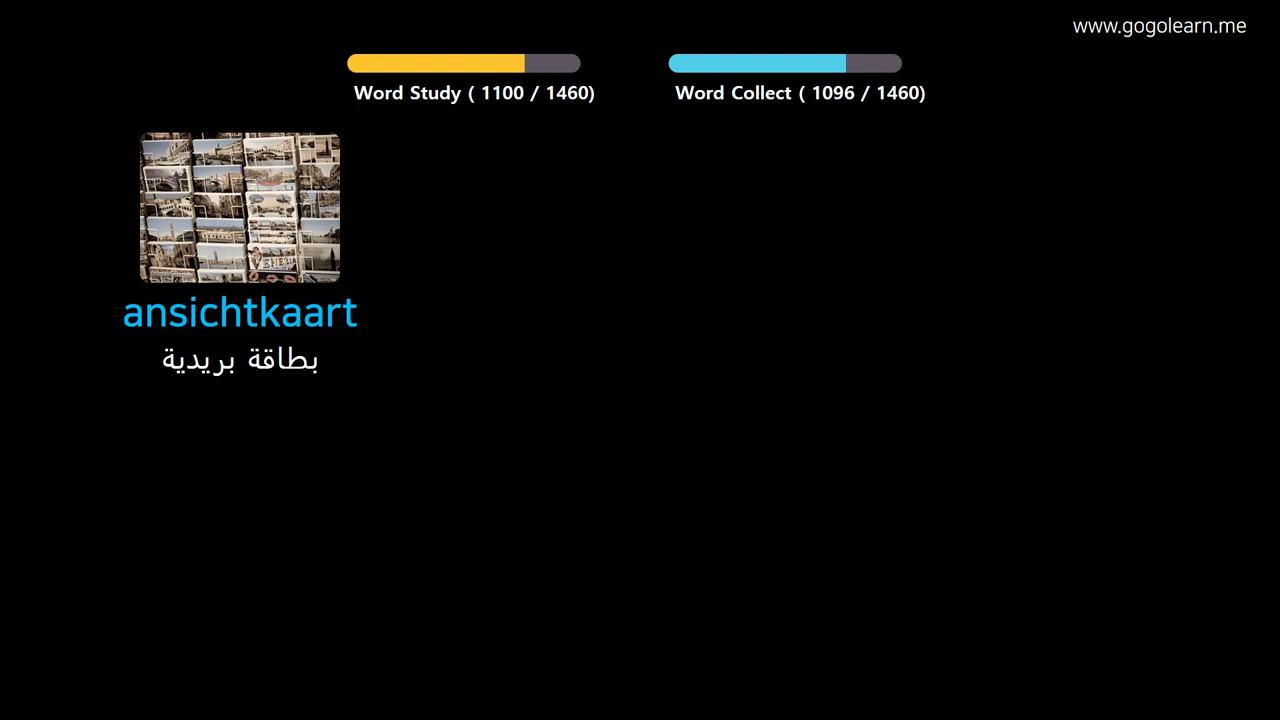 www.gogolearn.me
Word Study ( 1100 / 1460)
Word Collect ( 1096 / 1460)
ansichtkaart
بطاقة بريدية